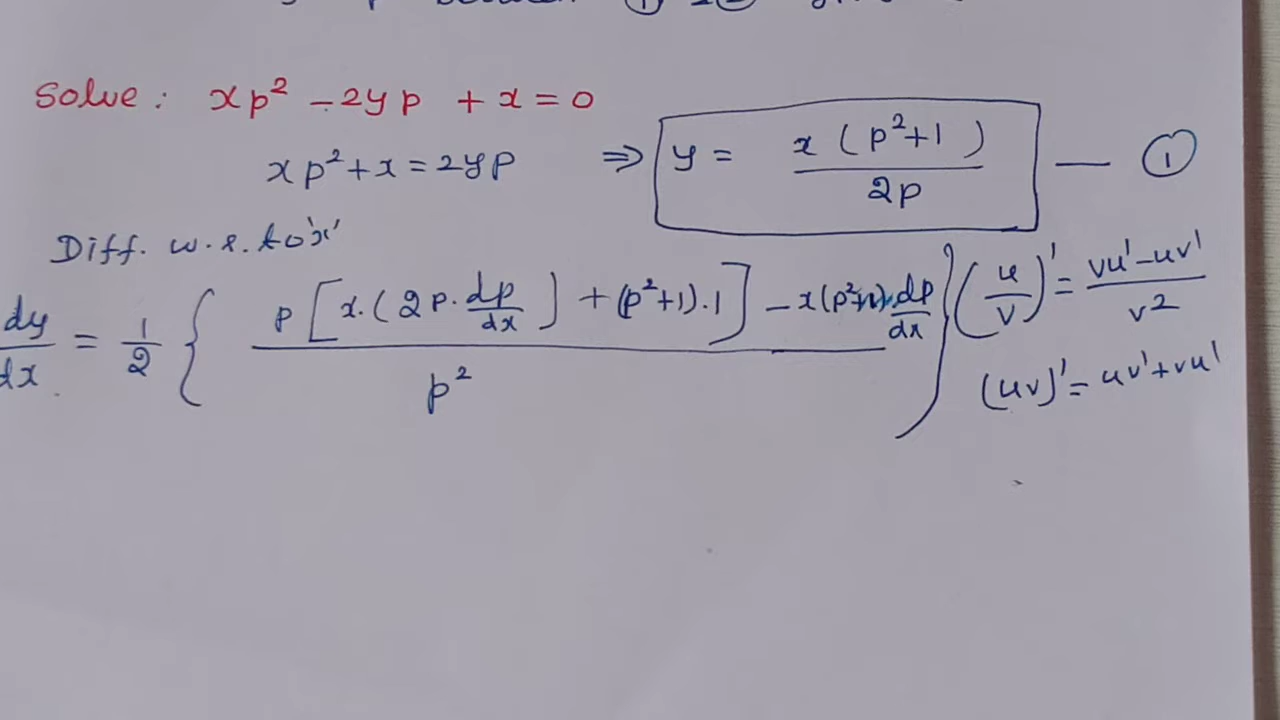 Solve: xp² - 2yp + x = 0
xp² + x = 2yp ⇒ y = x(p²+1)/2p — ①
Diff. w.r.to 'x'
dy/dx = 1/2 { p[x.(2p.dp/dx) + (p²+1).1] - x(p²+1).dp/dx / p² } (u/v)' = vu'-uv'/v²
(uv)' = uv'+vu'